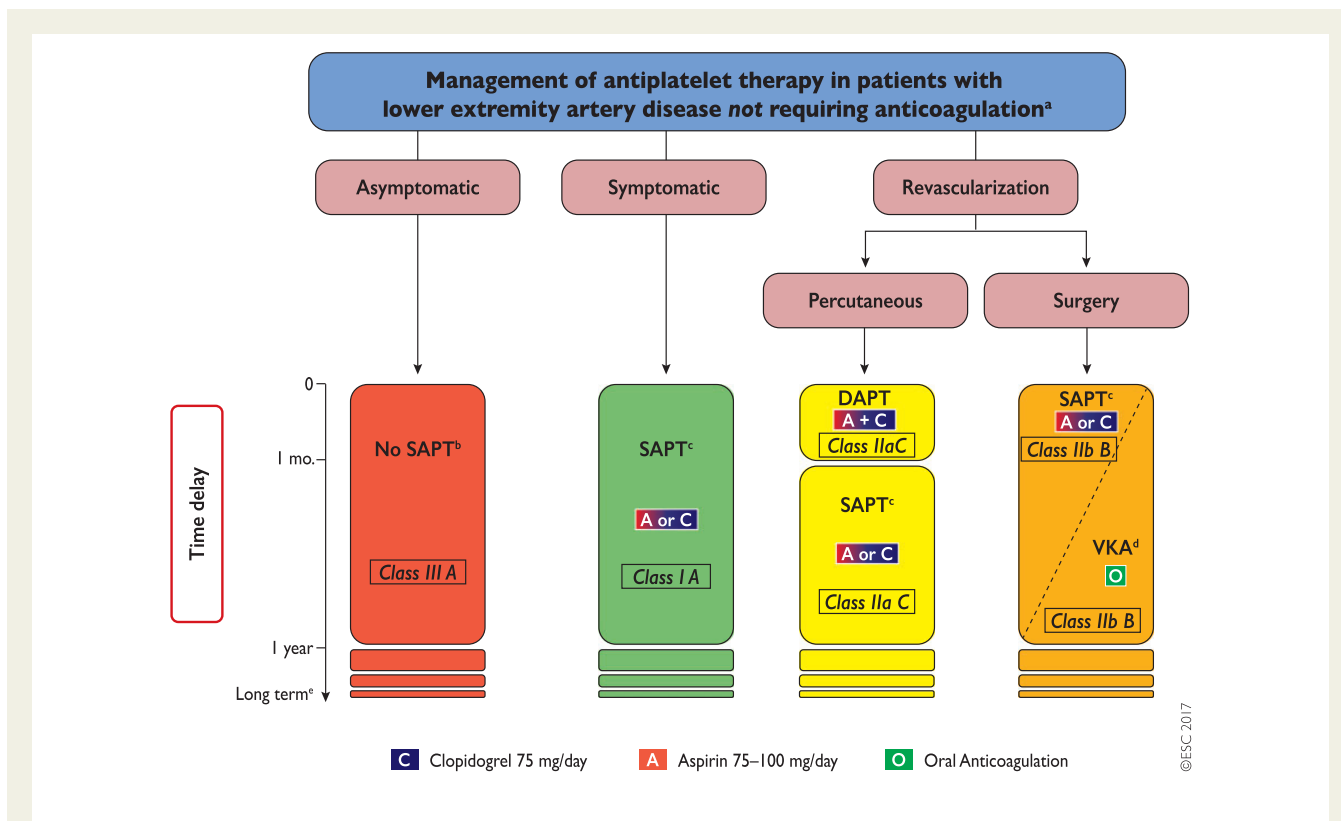 Management of antiplatelet therapy in patients with
lower extremity artery disease not requiring anticoagulationᵃ
Asymptomatic
Symptomatic
Revascularization
Percutaneous
Surgery
Time delay
0
1 mo.
1 year
Long termᵉ
No SAPTᵇ
Class III A
SAPTᶜ
A or C
Class I A
DAPT
A + C
Class IIaC
SAPTᶜ
A or C
Class IIa C
SAPTᶜ
A or C
Class IIb B
VKAᵈ
O
Class IIb B
C Clopidogrel 75 mg/day
A Aspirin 75–100 mg/day
O Oral Anticoagulation
©ESC 2017